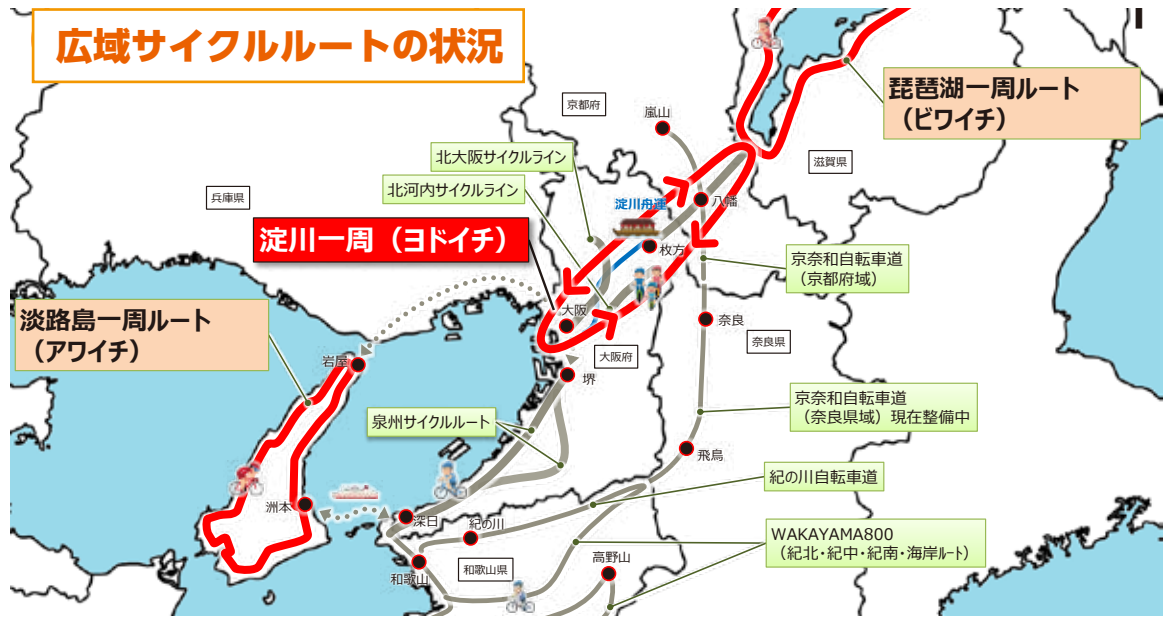 広域サイクルルートの状況
琵琶湖一周ルート
（ビワイチ）
京都府
嵐山
北大阪サイクルライン
滋賀県
北河内サイクルライン
兵庫県
淀川舟運
八幡
淀川一周（ヨドイチ）
枚方
京奈和自転車道
（京都府域）
淡路島一周ルート
（アワイチ）
大阪
奈良
奈良県
大阪府
岩屋
堺
京奈和自転車道
（奈良県域）現在整備中
泉州サイクルルート
飛鳥
紀の川自転車道
洲本
深日
紀の川
WAKAYAMA800
（紀北・紀中・紀南・海岸ルート）
高野山
和歌山
和歌山県